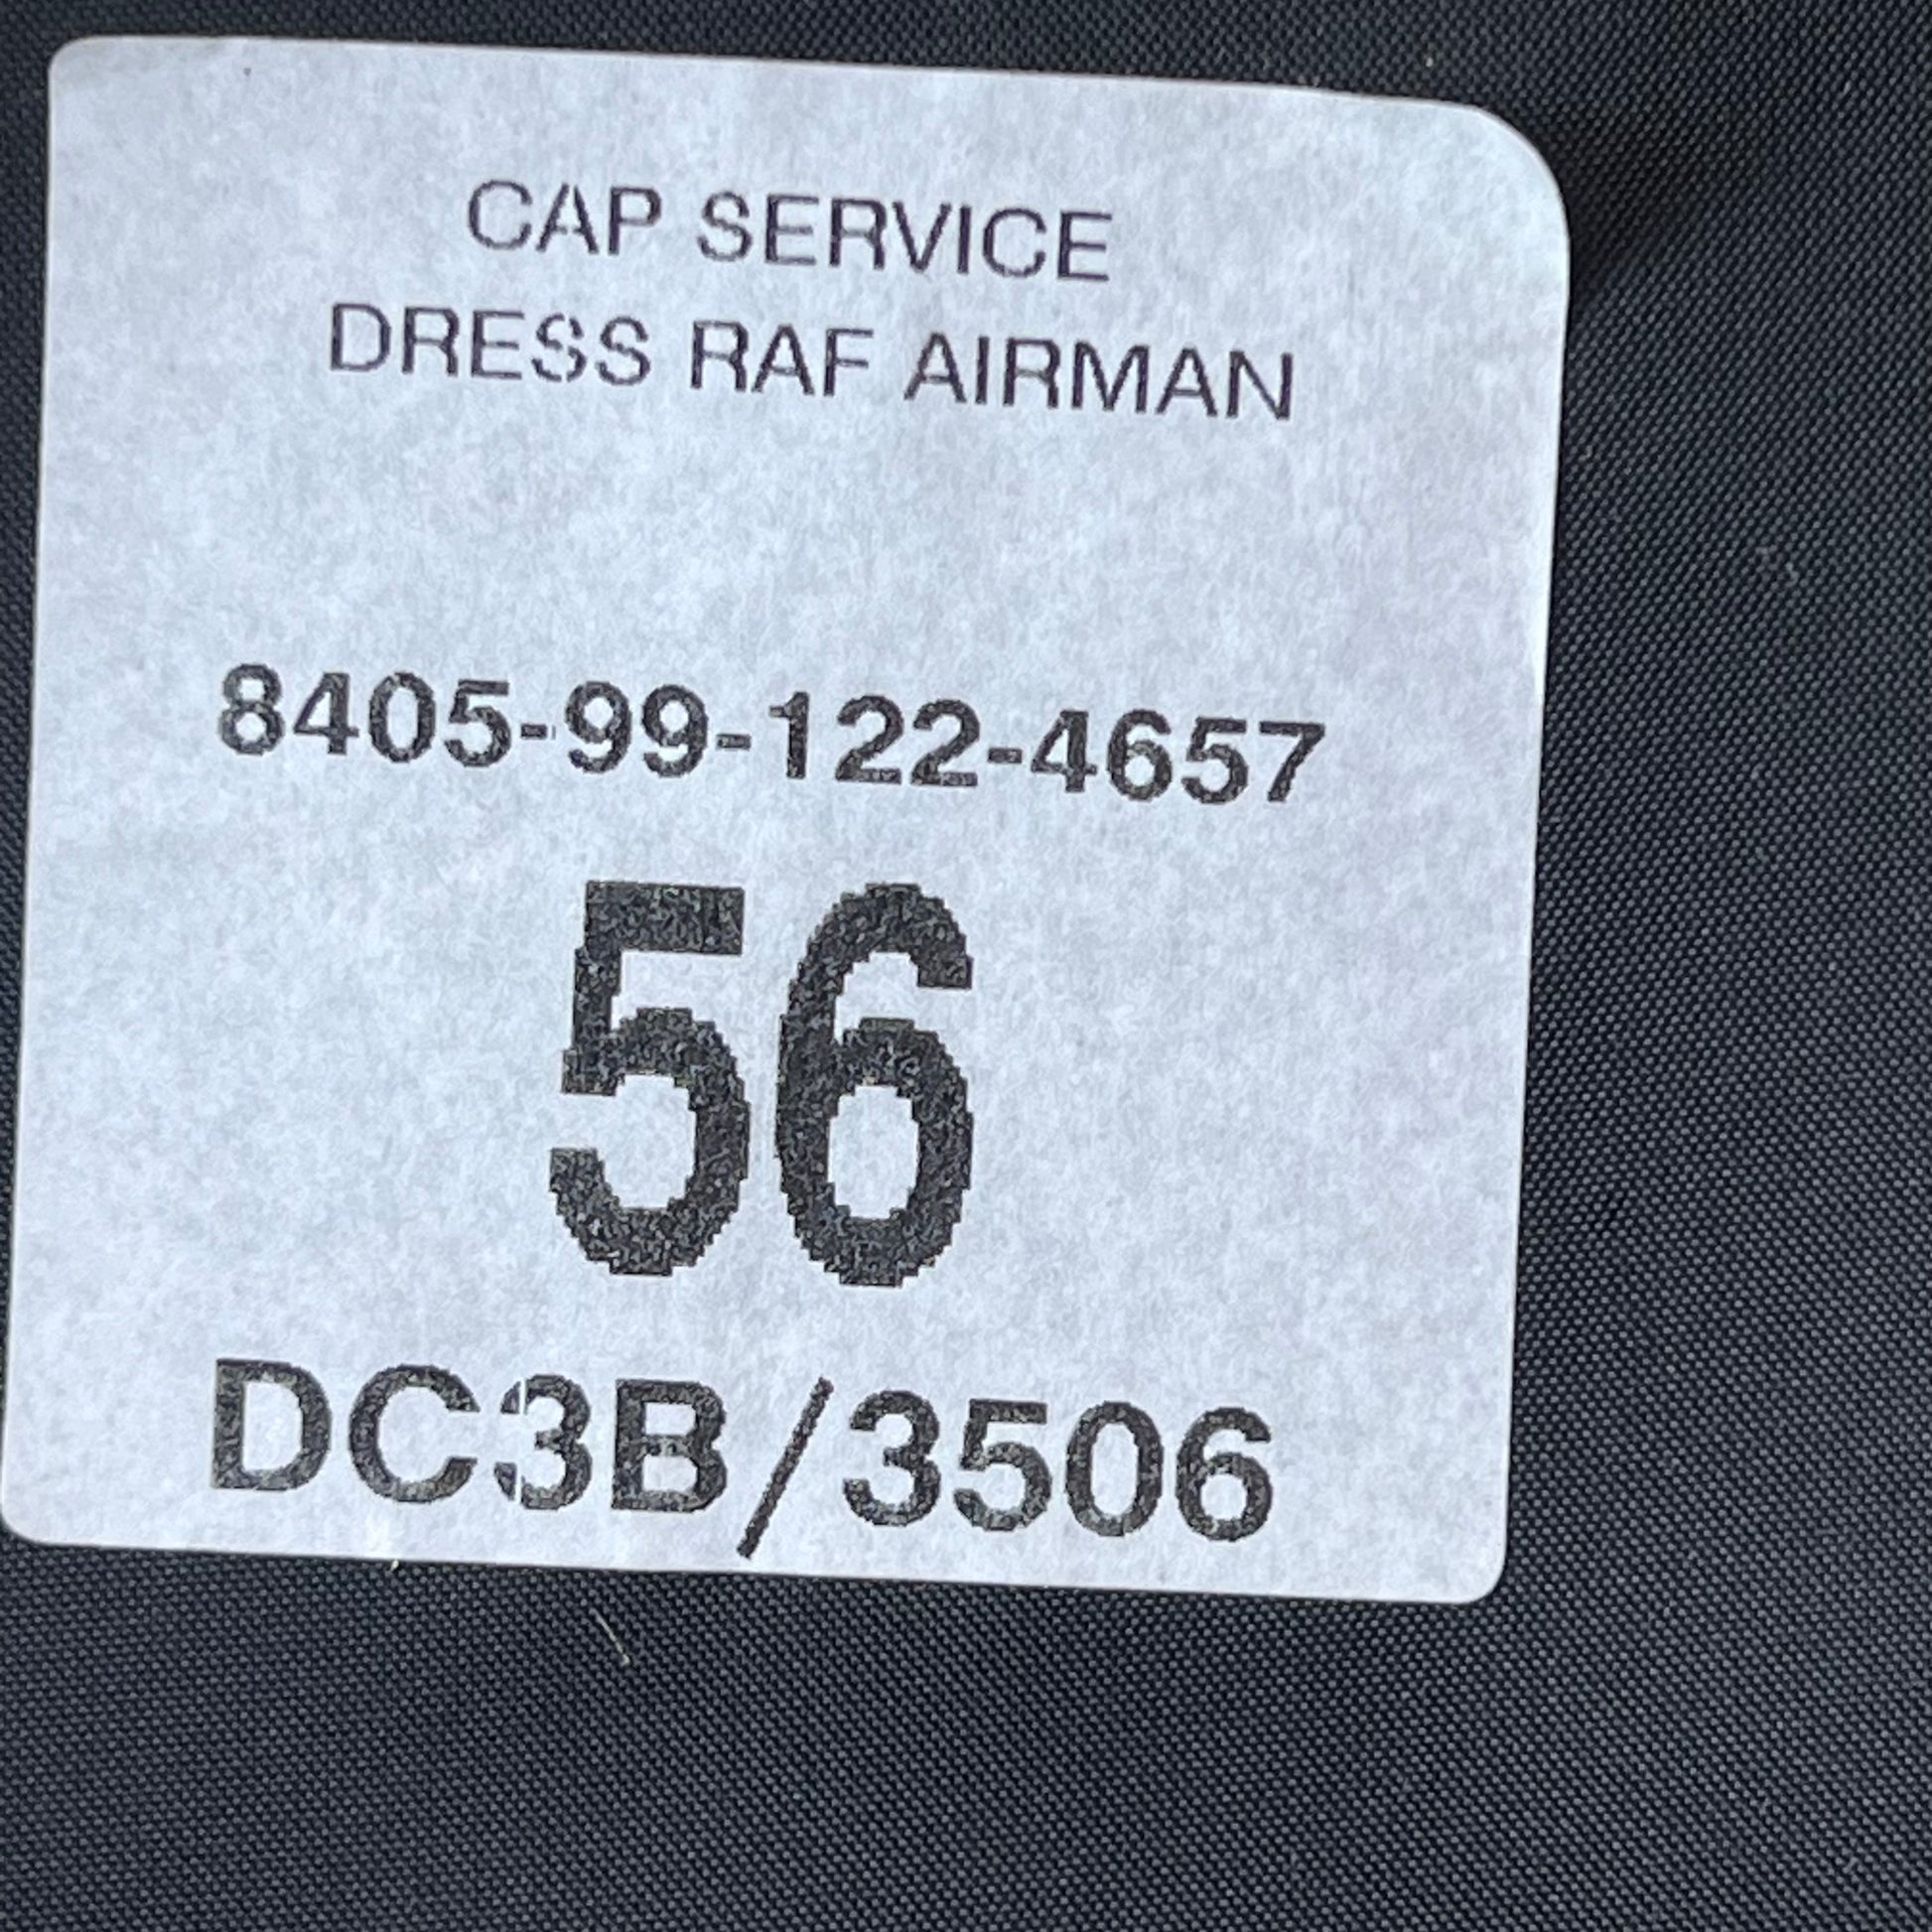 CAP SERVICE
DRESS RAF AIRMAN
8405-99-122-4657
56
DC3B/3506